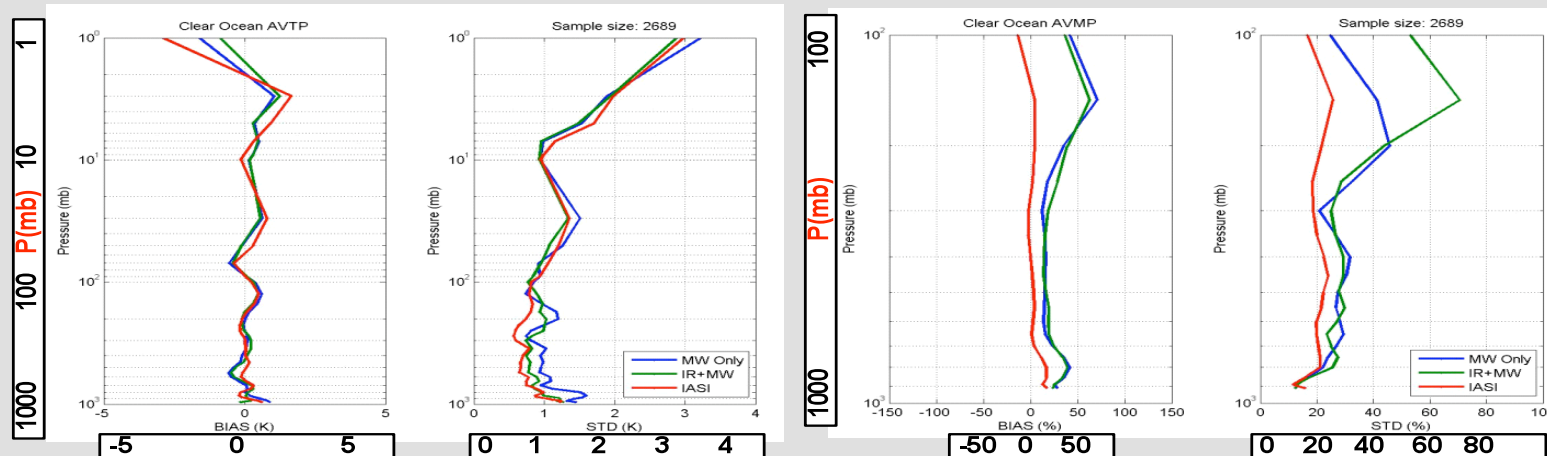 Clear Ocean AVTP
Sample size: 2689
Clear Ocean AVMP
Sample size: 2689
1
10
P(mb)
100
1000
Pressure (mb)
10^0
10^1
10^2
10^3
-5 0 5
BIAS (K)
-5 0 5
Pressure (mb)
10^0
10^1
10^2
10^3
MW Only
IR+MW
IASI
0 1 2 3 4
STD (K)
0 1 2 3 4
100
P(mb)
1000
Pressure (mb)
10^2
10^3
-150 -100 -50 0 50 100 150
BIAS (%)
-50 0 50
Pressure (mb)
10^2
10^3
MW Only
IR+MW
IASI
0 20 40 60 80 10
STD (%)
0 20 40 60 80